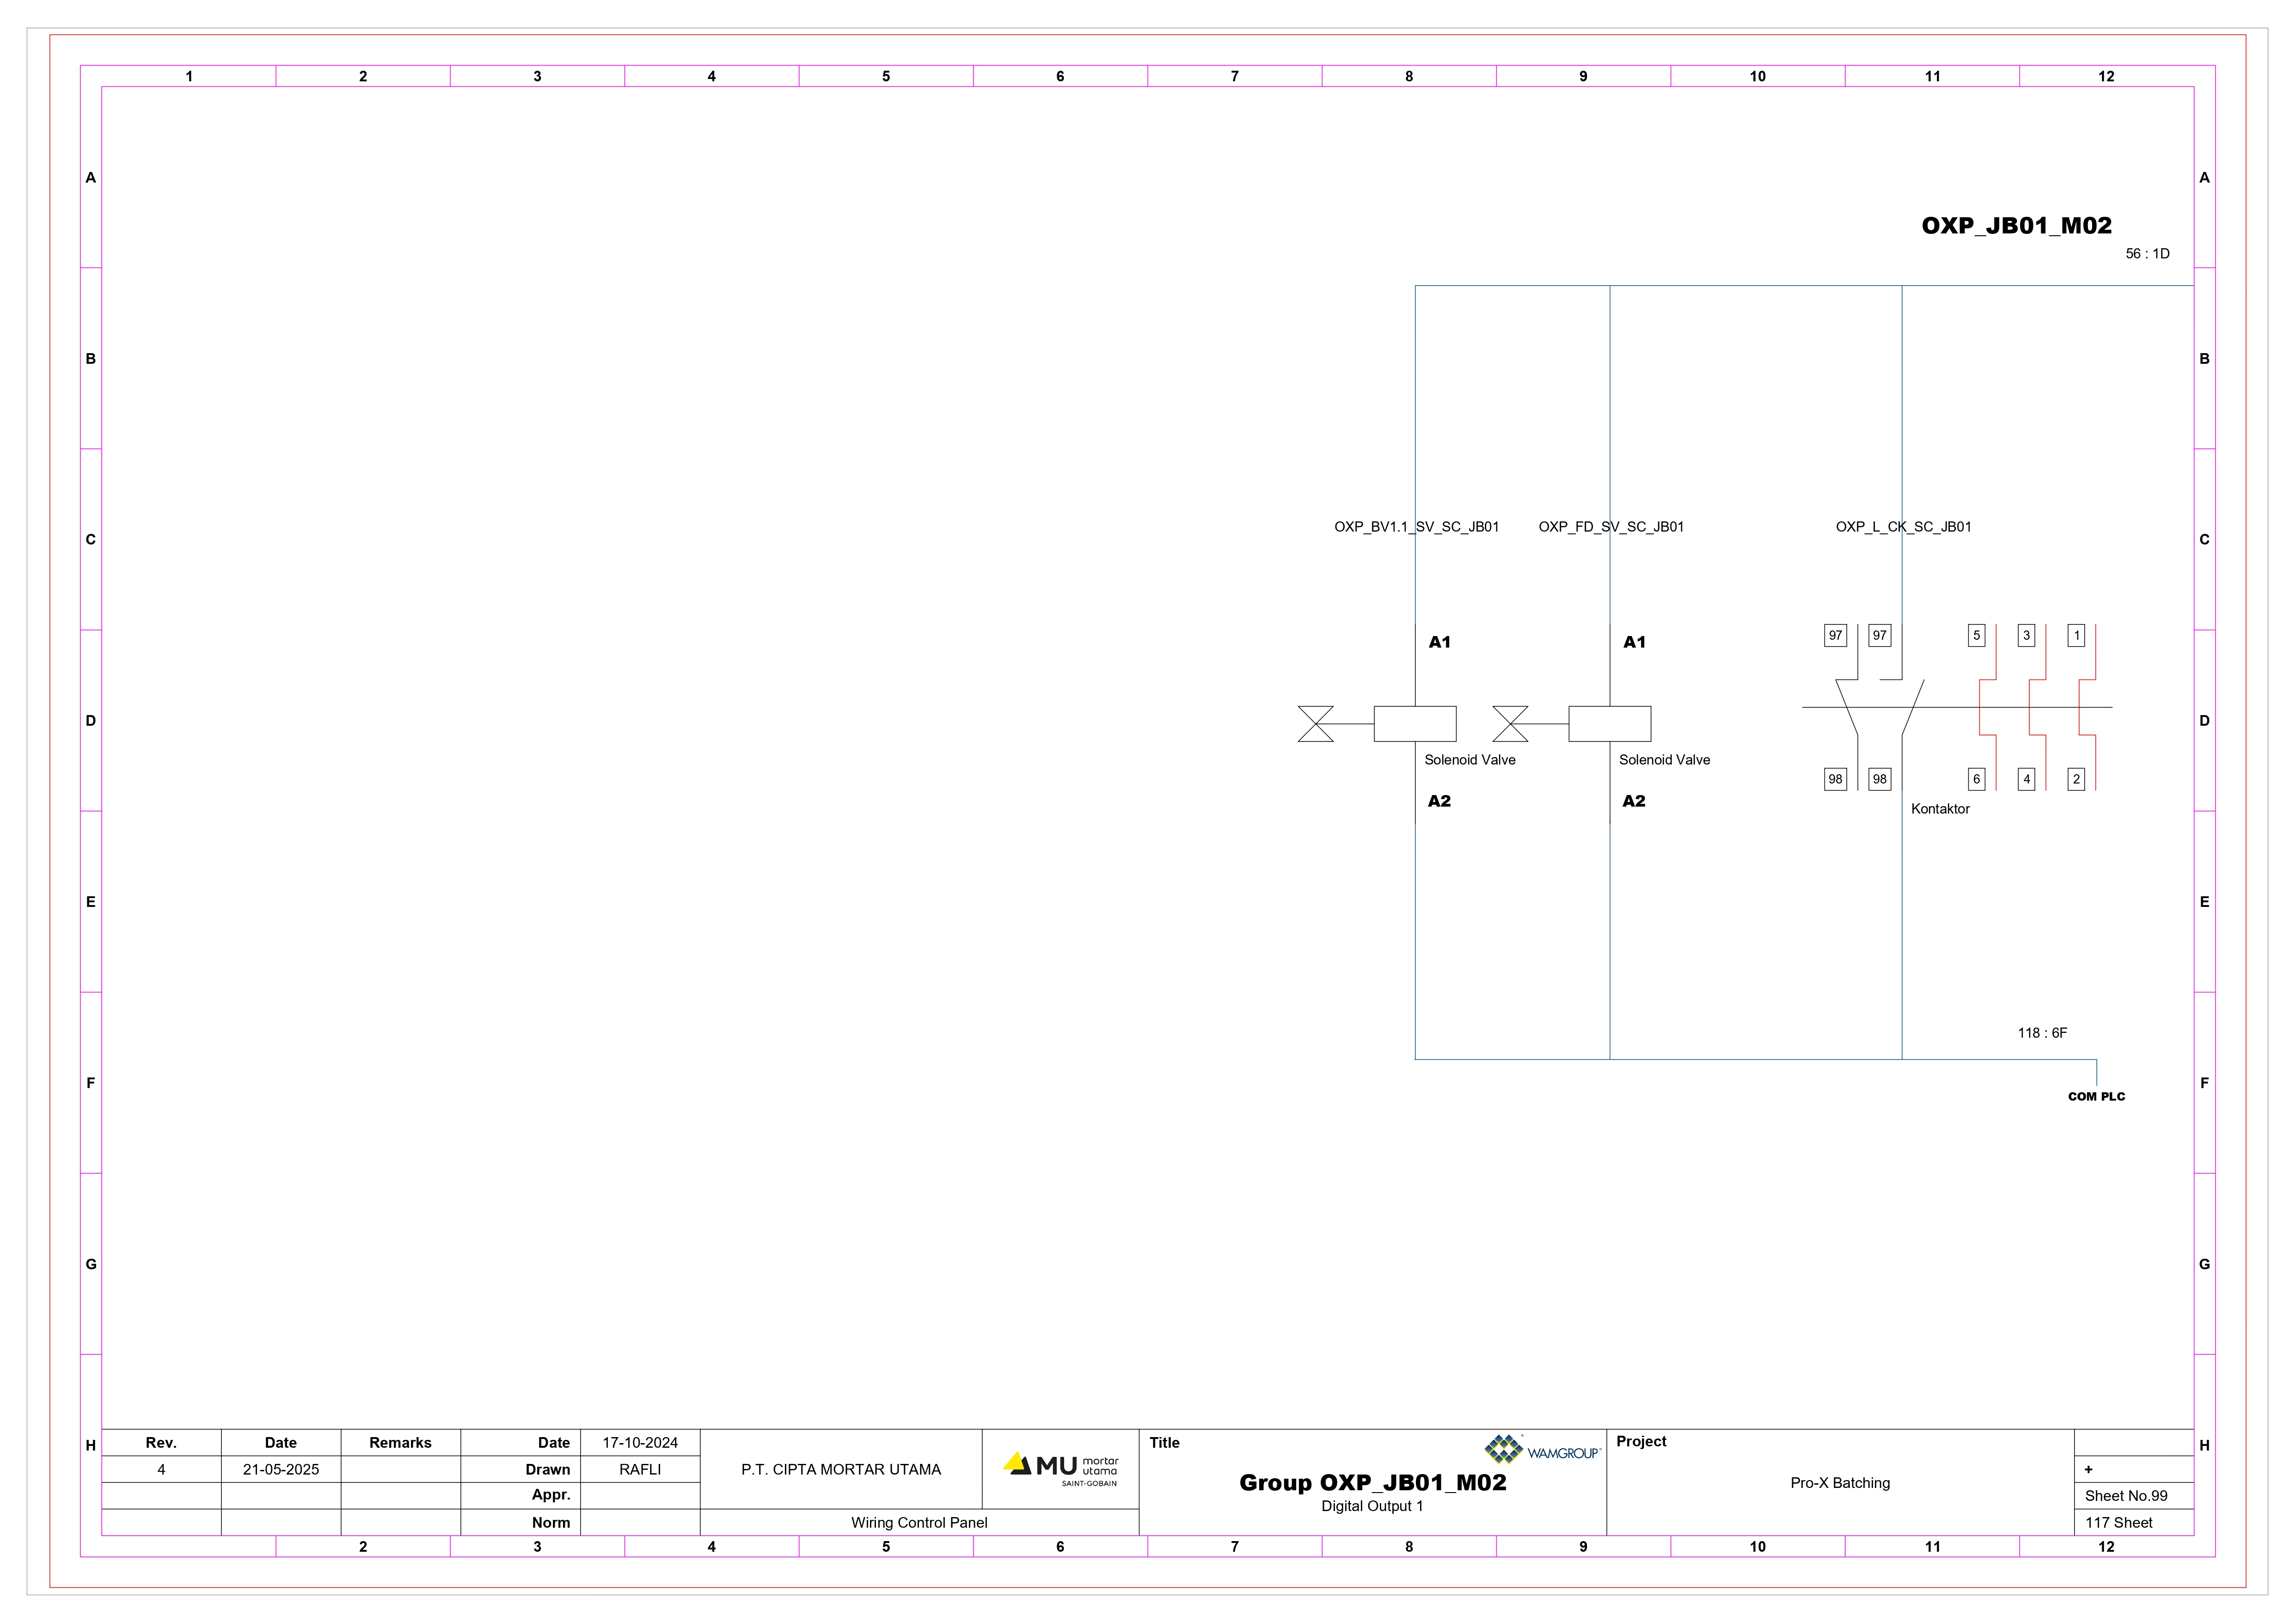 1 2 3 4 5 6 7 8 9 10 11 12
A A
OXP_JB01_M02
56 : 1D
B B
OXP_BV1.1_SV_SC_JB01 OXP_FD_SV_SC_JB01 OXP_L_CK_SC_JB01
C C
97 97 5 3 1
A1 A1
D D
Solenoid Valve Solenoid Valve
98 98 6 4 2
A2 A2
Kontaktor
E E
118 : 6F
F F
COM PLC
G G
H H
Rev. Date Remarks Date 17-10-2024
4 21-05-2025 Drawn RAFLI
Appr.
Norm
P.T. CIPTA MORTAR UTAMA
MU mortar
utama
SAINT-GOBAIN
Wiring Control Panel
Title
WAMGROUP
Group OXP_JB01_M02
Digital Output 1
Project
Pro-X Batching
+
Sheet No.99
117 Sheet
2 3 4 5 6 7 8 9 10 11 12